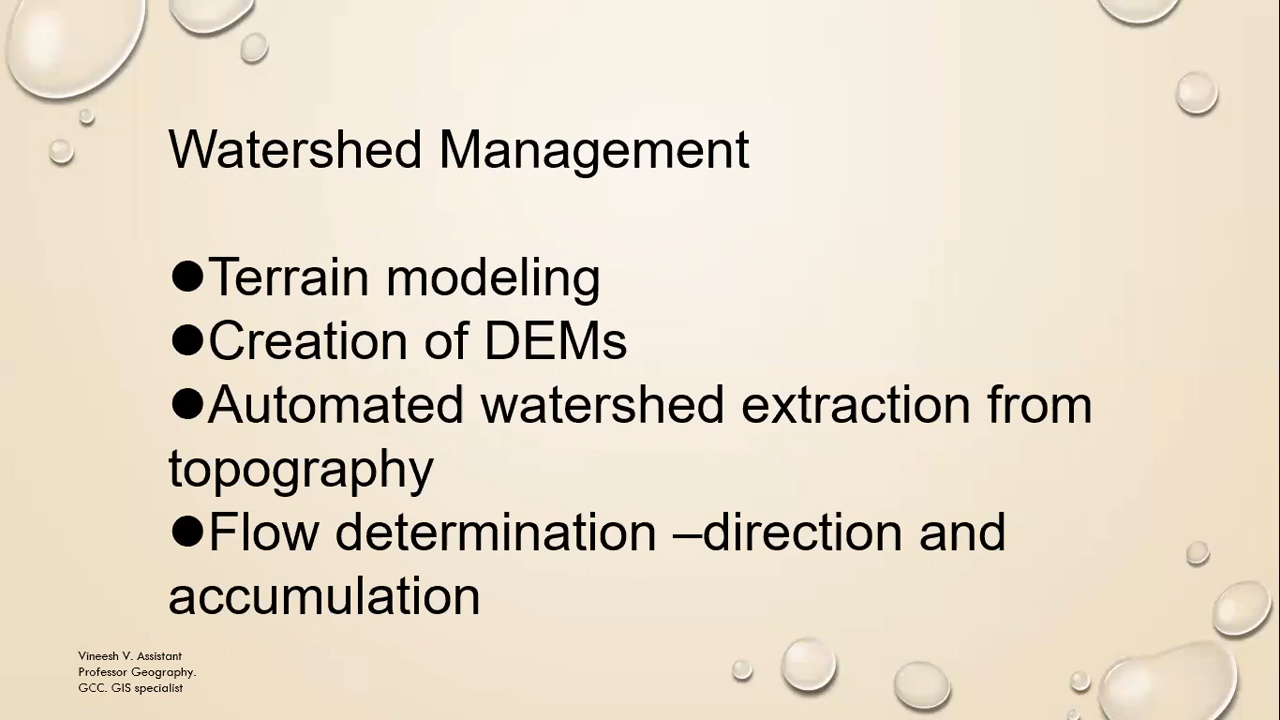 Watershed Management
●Terrain modeling
●Creation of DEMs
●Automated watershed extraction from
topography
●Flow determination –direction and
accumulation
Vineesh V. Assistant
Professor Geography.
GCC. GIS specialist